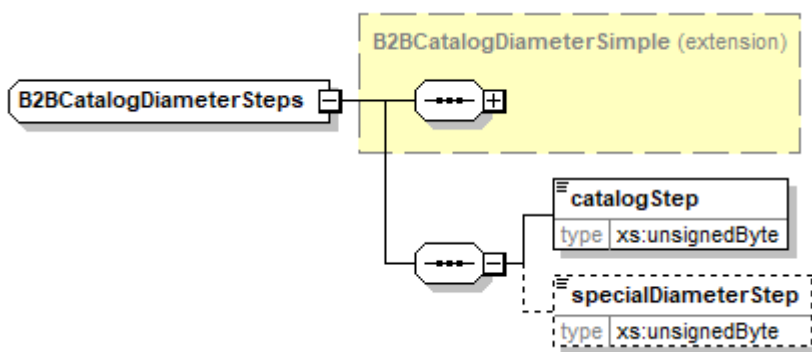 B2BCatalogDiameterSimple (extension)
B2BCatalogDiameterSteps
catalogStep
type xs:unsignedByte
specialDiameterStep
type xs:unsignedByte